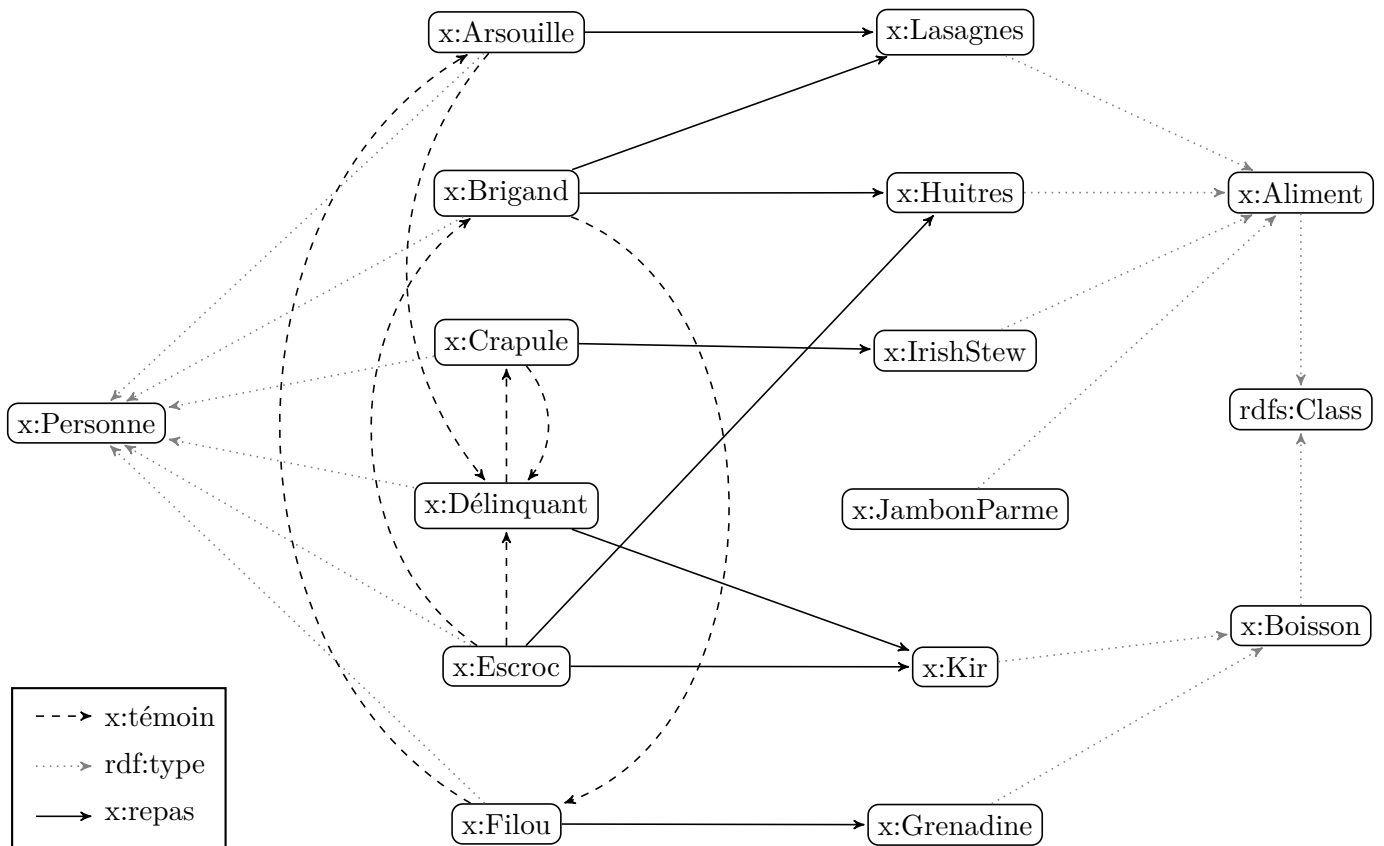 x:Arsouille
x:Lasagnes
x:Brigand
x:Huitres
x:Aliment
x:Crapule
x:IrishStew
x:Personne
rdfs:Class
x:Délinquant
x:JambonParme
x:Escroc
x:Kir
x:Boisson
x:témoin
rdf:type
x:repas
x:Filou
x:Grenadine